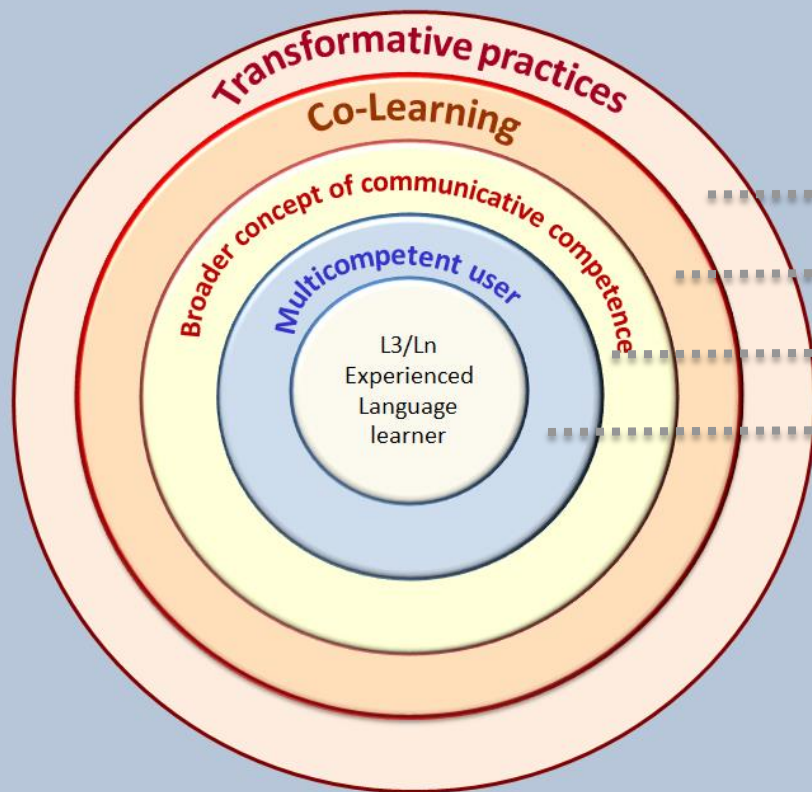 Transformative practices
Co-Learning
Broader concept of communicative competence
Multicompetent user
L3/Ln
Experienced
Language
learner